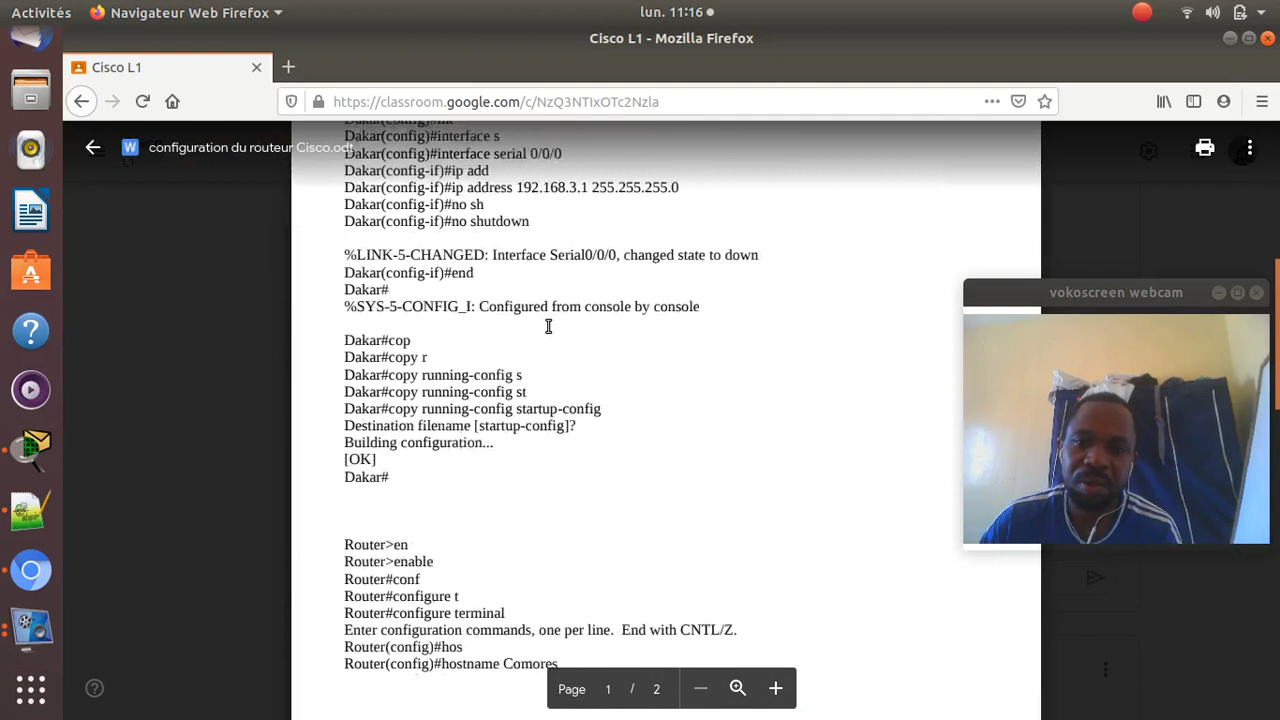 Activités
Navigateur Web Firefox
lun. 11:16
Cisco L1 - Mozilla Firefox
Cisco L1
https://classroom.google.com/c/NzQ3NTIxOTc2Nzla
configuration du routeur Cisco.odt
Dakar(config)#interface s
Dakar(config)#interface serial 0/0/0
Dakar(config-if)#ip add
Dakar(config-if)#ip address 192.168.3.1 255.255.255.0
Dakar(config-if)#no sh
Dakar(config-if)#no shutdown
%LINK-5-CHANGED: Interface Serial0/0/0, changed state to down
Dakar(config-if)#end
Dakar#
%SYS-5-CONFIG_I: Configured from console by console
Dakar#cop
Dakar#copy r
Dakar#copy running-config s
Dakar#copy running-config st
Dakar#copy running-config startup-config
Destination filename [startup-config]?
Building configuration...
[OK]
Dakar#
Router>en
Router>enable
Router#conf
Router#configure t
Router#configure terminal
Enter configuration commands, one per line. End with CNTL/Z.
Router(config)#hos
Router(config)#hostname Comores
Page 1 / 2
vokoscreen webcam